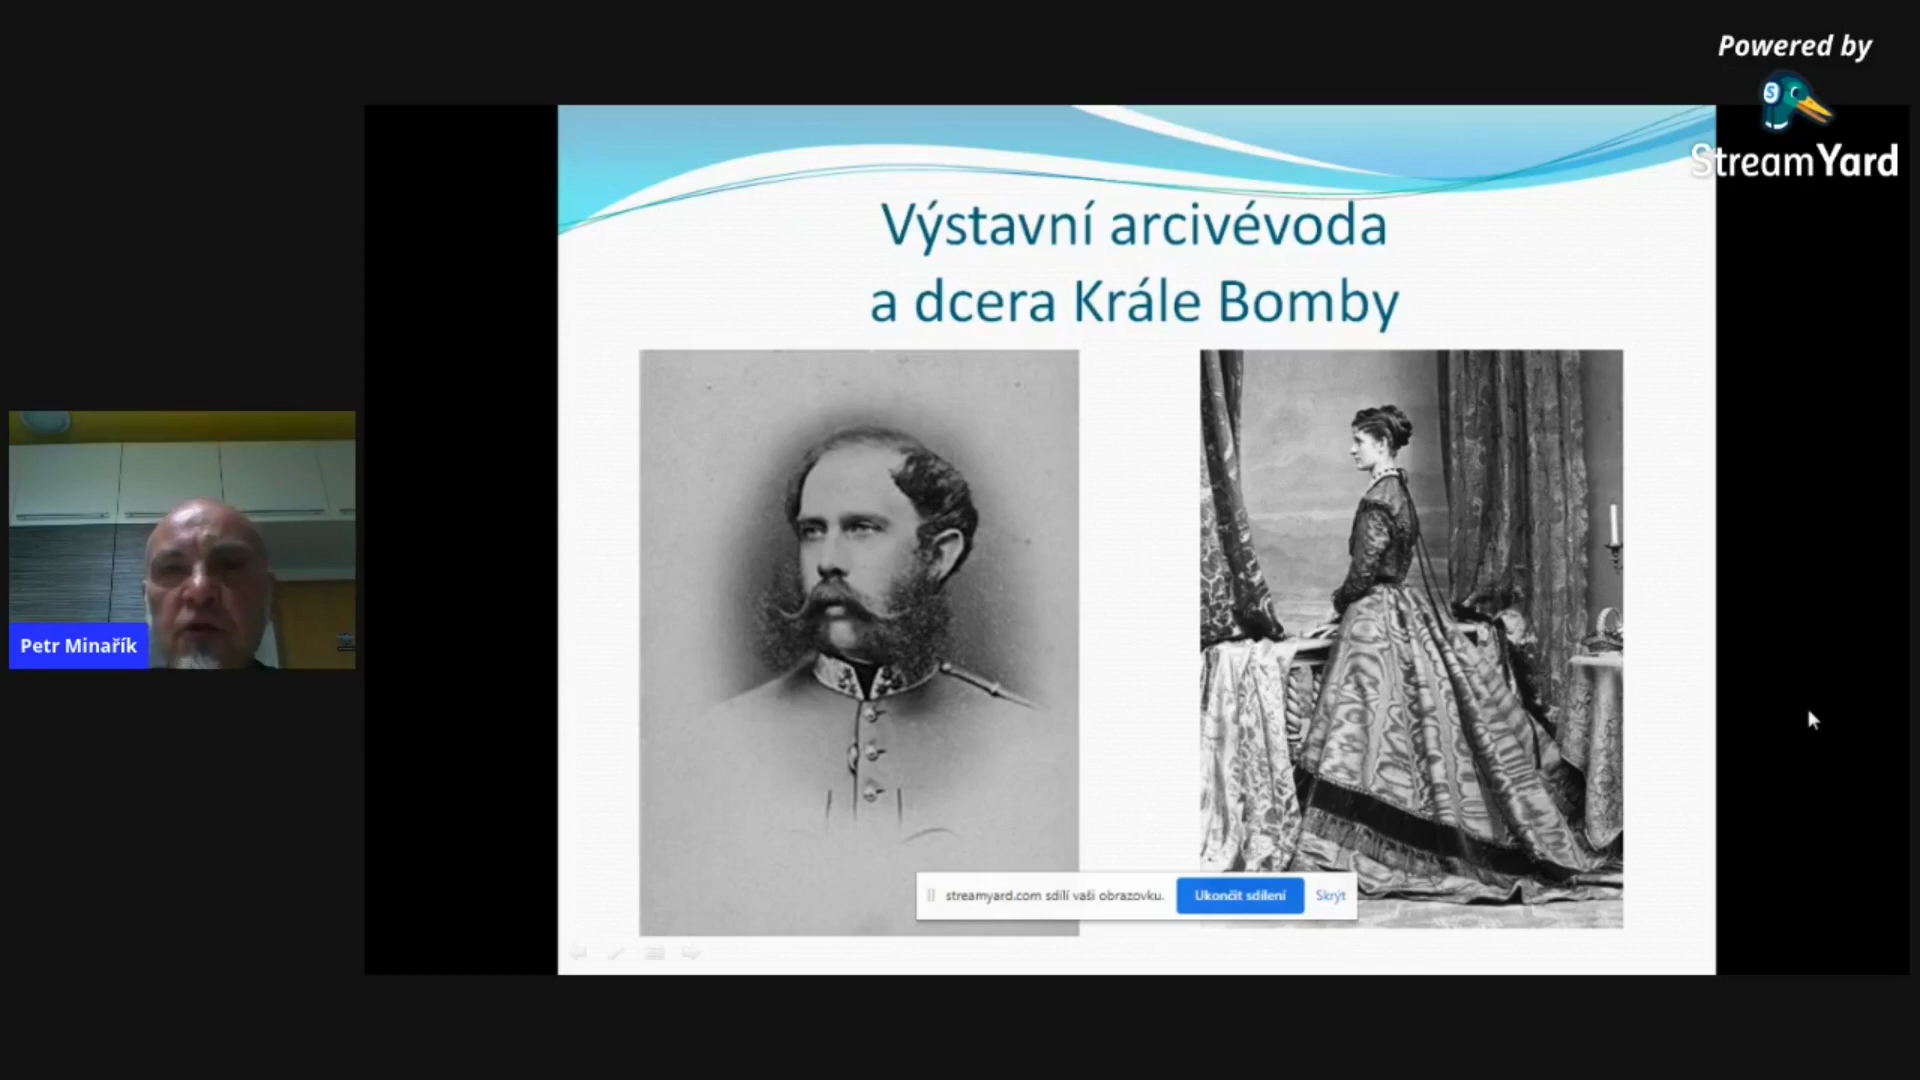 Powered by
StreamYard
Výstavní arcivévoda
a dcera Krále Bomby
Petr Minařík
streamyard.com sdílí vaši obrazovku.
Ukončit sdílení
Skrýt